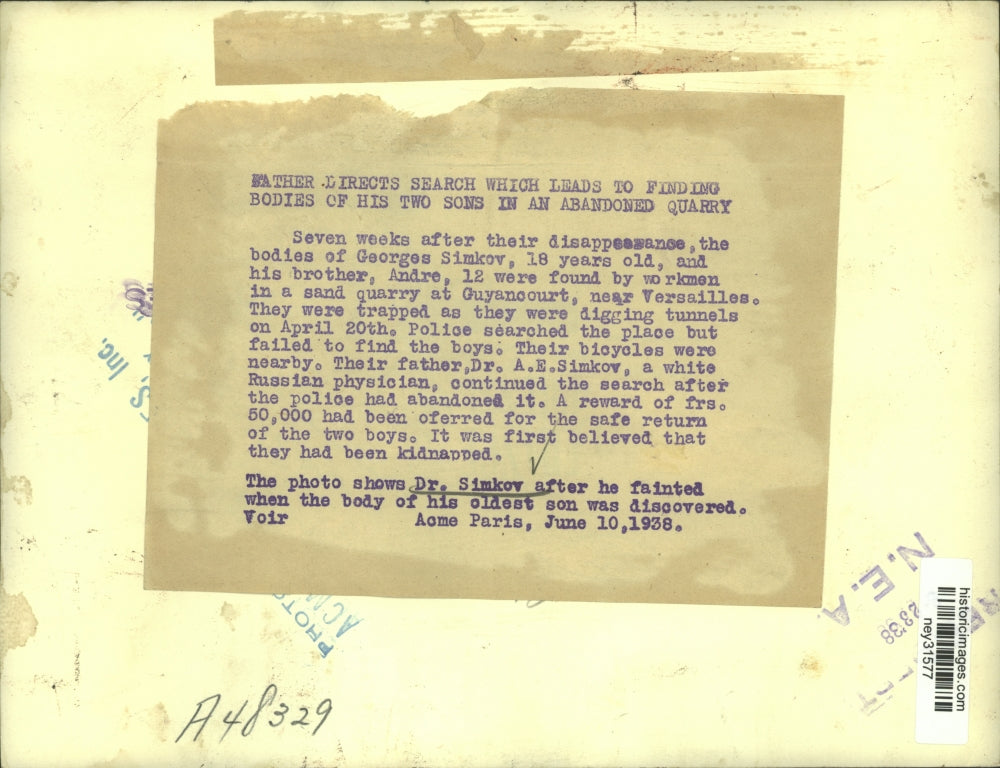 FATHER DIRECTS SEARCH WHICH LEADS TO FINDING
BODIES OF HIS TWO SONS IN AN ABANDONED QUARRY
Seven weeks after their disappearance, the
bodies of Georges Simkov, 18 years old, and
his brother, Andre, 12 were found by workmen
in a sand quarry at Guyancourt, near Versailles.
They were trapped as they were digging tunnels
on April 20th. Police searched the place but
failed to find the boys. Their bicycles were
nearby. Their father,Dr. A.E.Simkov, a white
Russian physician, continued the search after
the police had abandoned it. A reward of frs.
50,000 had been oferred for the safe return
of the two boys. It was first believed that
they had been kidnapped.
The photo shows Dr. Simkov after he fainted
when the body of his oldest son was discovered.
Voir Acme Paris, June 10,1938.
S, Inc.
PHOTO
ACM
N.E.A
A48329
historicimages.com
ney31577